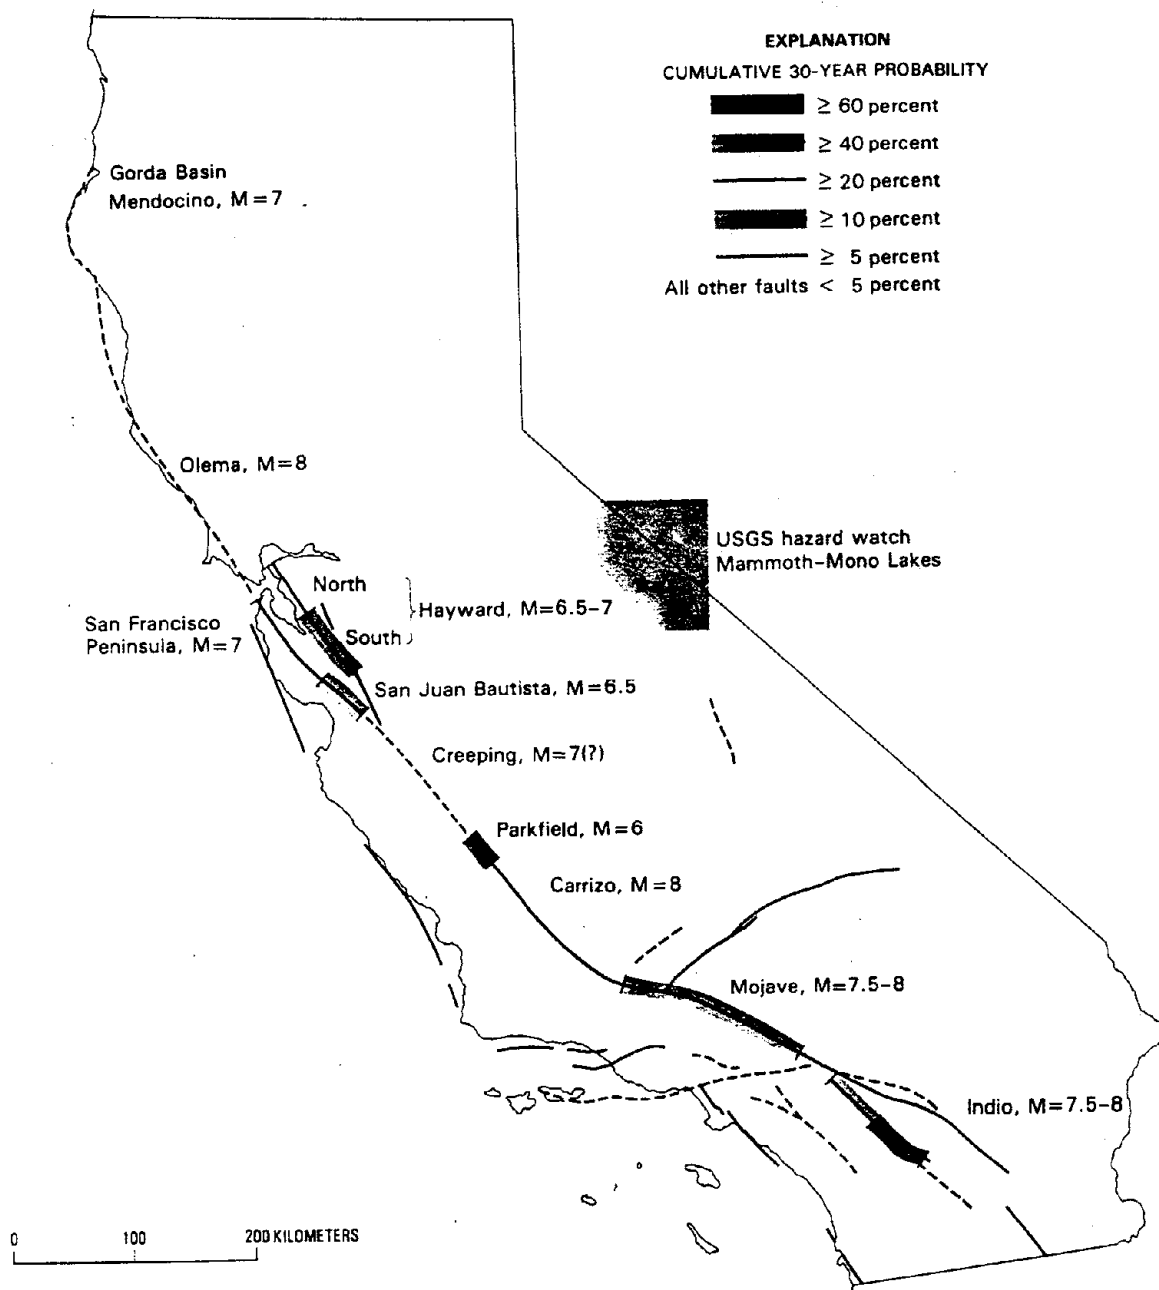 EXPLANATION
CUMULATIVE 30-YEAR PROBABILITY
≥ 60 percent
≥ 40 percent
≥ 20 percent
≥ 10 percent
≥ 5 percent
All other faults < 5 percent
Gorda Basin
Mendocino, M=7
Olema, M=8
USGS hazard watch
Mammoth-Mono Lakes
North
Hayward, M=6.5-7
South
San Francisco
Peninsula, M=7
San Juan Bautista, M=6.5
Creeping, M=7(?)
Parkfield, M=6
Carrizo, M=8
Mojave, M=7.5-8
Indio, M=7.5-8
0 100 200 KILOMETERS